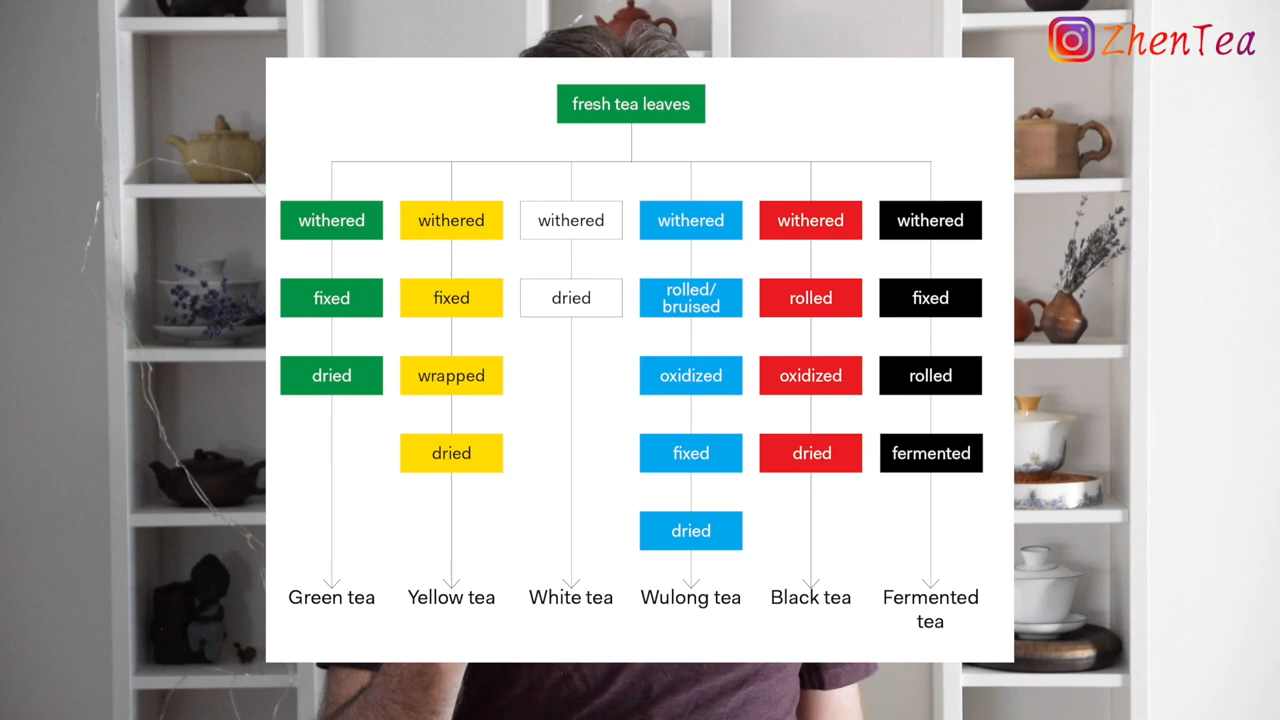 ZhenTea
fresh tea leaves
withered
withered
withered
withered
withered
withered
fixed
fixed
dried
rolled/
bruised
rolled
fixed
dried
wrapped
oxidized
oxidized
rolled
dried
fixed
dried
fermented
dried
Green tea
Yellow tea
White tea
Wulong tea
Black tea
Fermented
tea